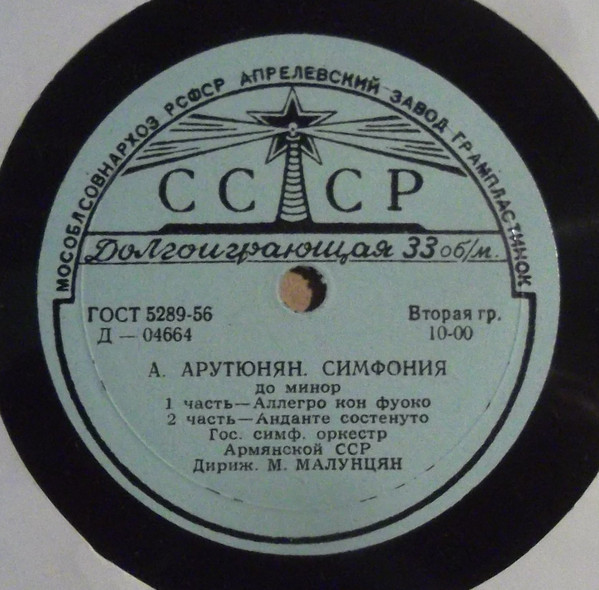 МОСОБЛСОВНАРХОЗ РСФСР АПРЕЛЕВСКИЙ ЗАВОД ГРАМПЛАСТИНОК
СССР
Долгоиграющая 33 об/м.
ГОСТ 5289-56
Д — 04664
Вторая гр.
10-00
А. АРУТЮНЯН. СИМФОНИЯ
до минор
1 часть—Аллегро кон фуоко
2 часть—Анданте состенуто
Гос. симф. оркестр
Армянской ССР
Дириж. М. МАЛУНЦЯН